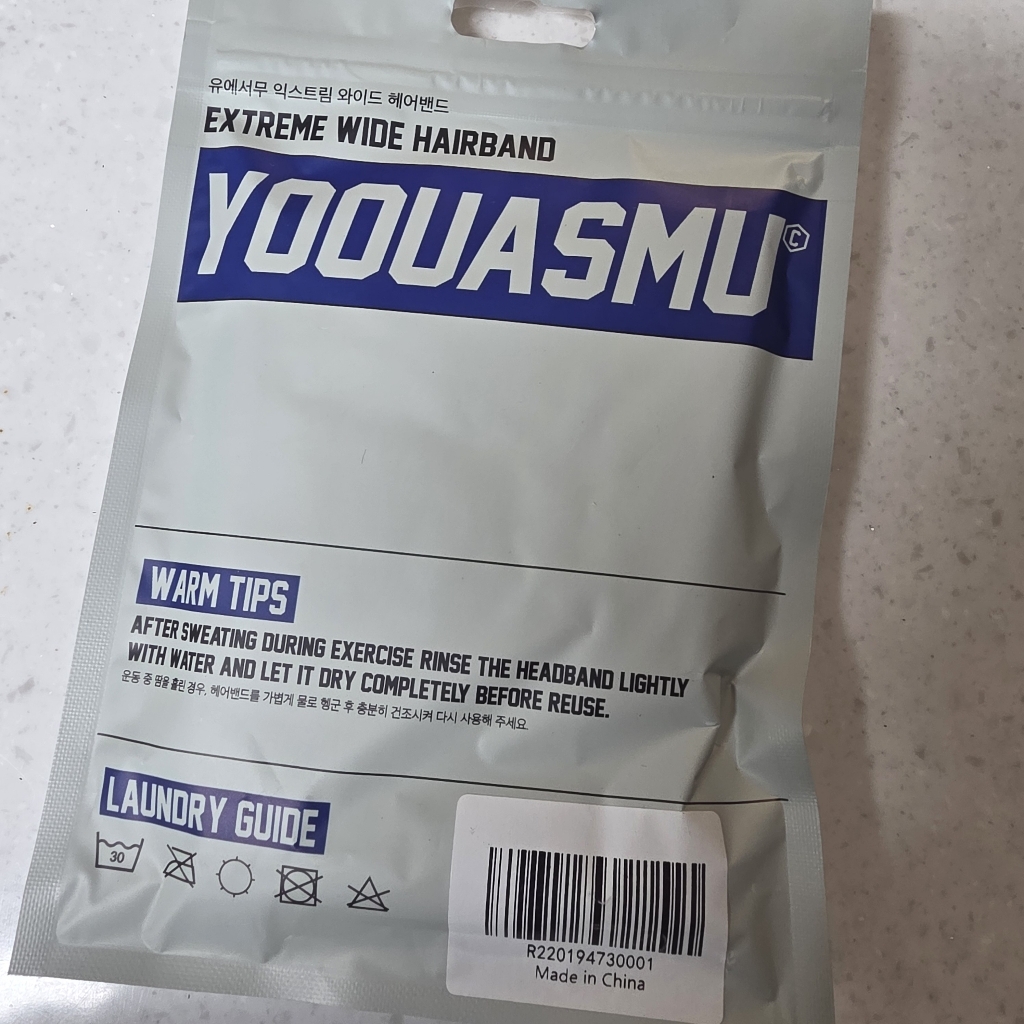 유에서무 익스트림 와이드 헤어밴드
EXTREME WIDE HAIRBAND
YOOUASMU©
WARM TIPS
AFTER SWEATING DURING EXERCISE RINSE THE HEADBAND LIGHTLY
WITH WATER AND LET IT DRY COMPLETELY BEFORE REUSE.
운동 중 땀을 흘린 경우, 헤어밴드를 가볍게 물로 헹군 후 충분히 건조시켜 다시 사용해 주세요.
LAUNDRY GUIDE
30
R220194730001
Made in China